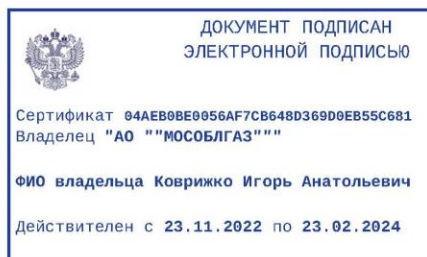 ДОКУМЕНТ ПОДПИСАН
ЭЛЕКТРОННОЙ ПОДПИСЬЮ
Сертификат 04AEB0BE0056AF7CB648D369D0EB55C681
Владелец "АО ""МОСОБЛГАЗ"""
ФИО владельца Коврижко Игорь Анатольевич
Действителен с 23.11.2022 по 23.02.2024